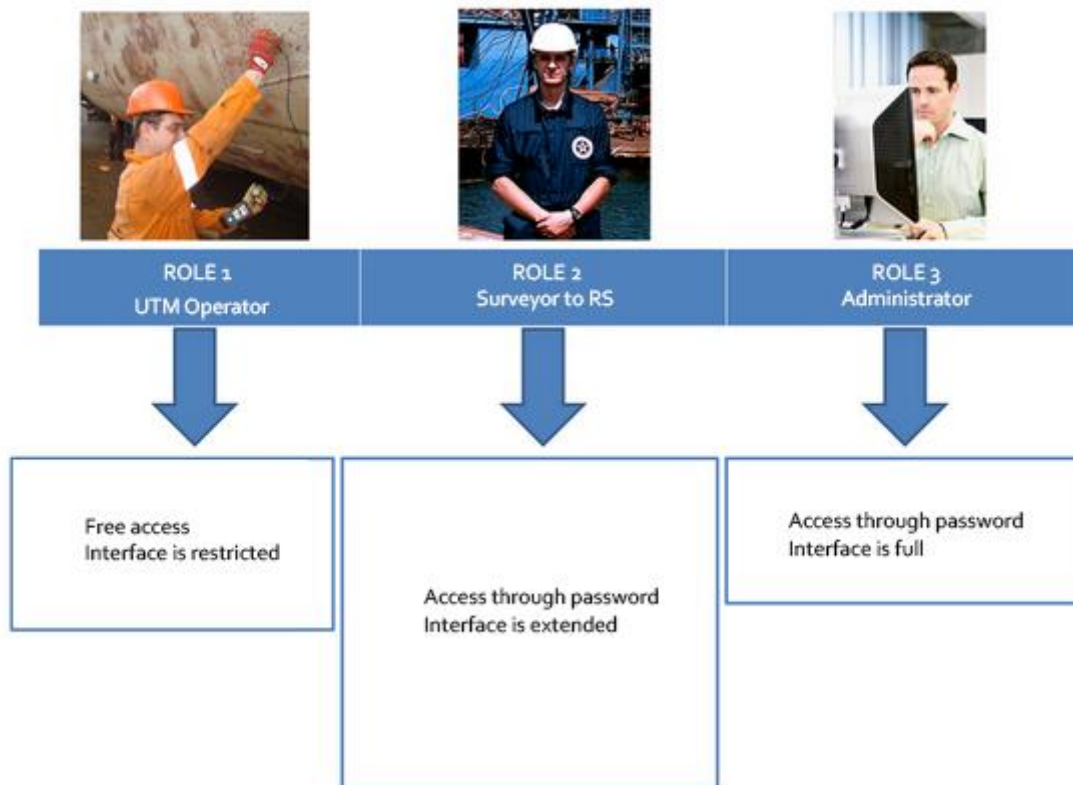 ROLE 1
UTM Operator
ROLE 2
Surveyor to RS
ROLE 3
Administrator
Free access
Interface is restricted
Access through password
Interface is extended
Access through password
Interface is full